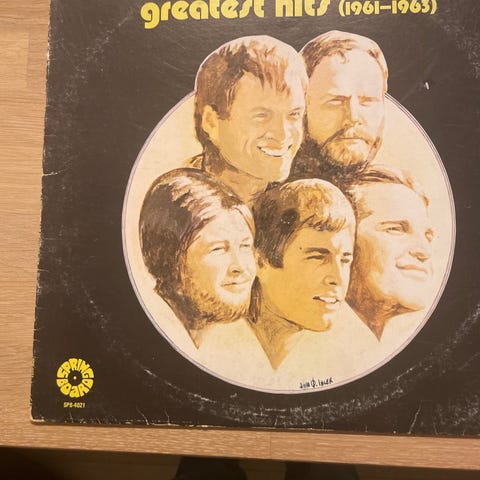 greatest hits (1961–1963)
SPRING
BOARD
SPB-4021